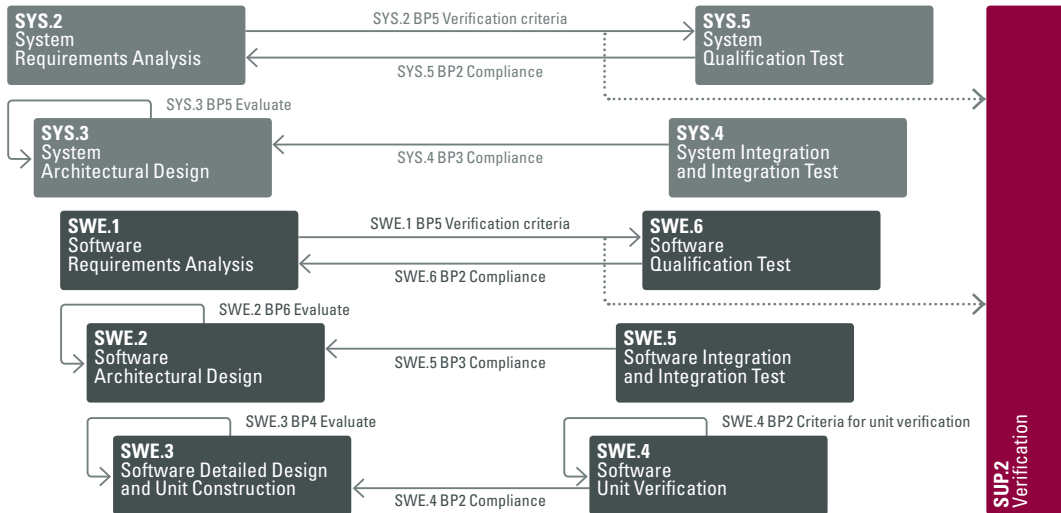 SYS.2
System
Requirements Analysis
SYS.2 BP5 Verification criteria
SYS.5 BP2 Compliance
SYS.5
System
Qualification Test
SYS.3 BP5 Evaluate
SYS.3
System
Architectural Design
SYS.4 BP3 Compliance
SYS.4
System Integration
and Integration Test
SWE.1
Software
Requirements Analysis
SWE.1 BP5 Verification criteria
SWE.6 BP2 Compliance
SWE.6
Software
Qualification Test
SWE.2 BP6 Evaluate
SWE.2
Software
Architectural Design
SWE.5 BP3 Compliance
SWE.5
Software Integration
and Integration Test
SWE.3 BP4 Evaluate
SWE.3
Software Detailed Design
and Unit Construction
SWE.4 BP2 Compliance
SWE.4 BP2 Criteria for unit verification
SWE.4
Software
Unit Verification
SUP.2
Verification